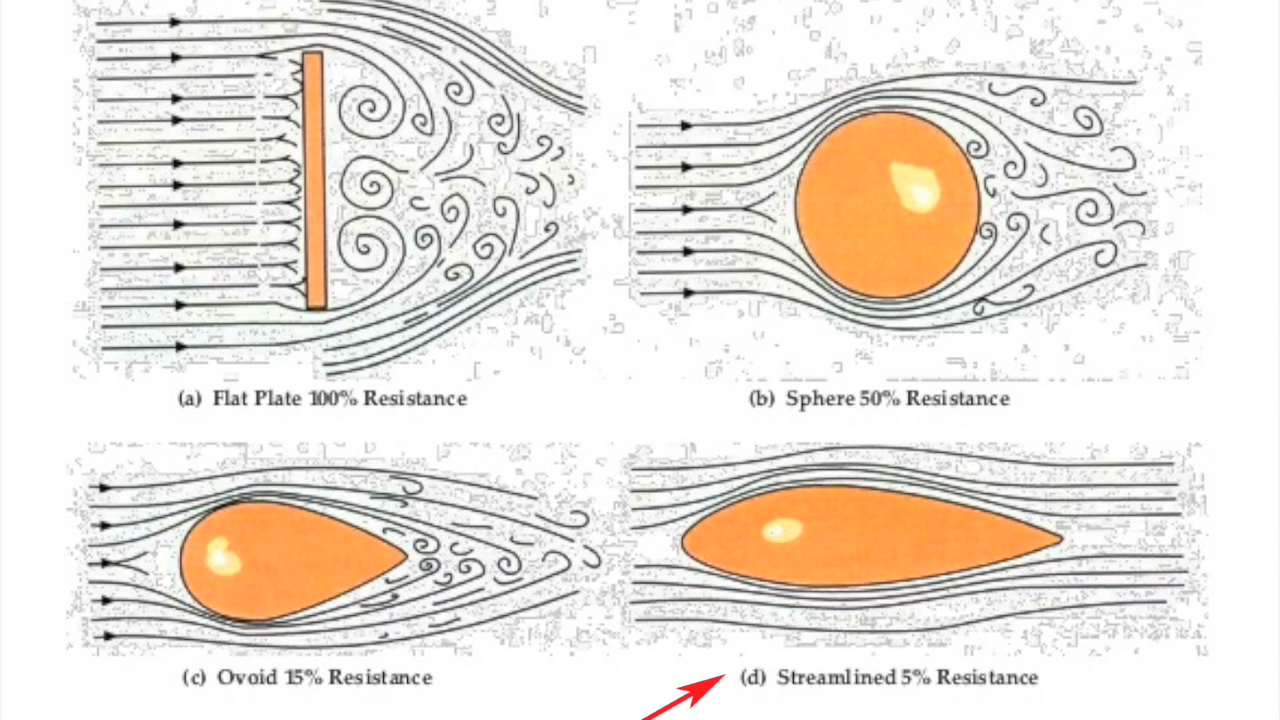 (a) Flat Plate 100% Resistance
(b) Sphere 50% Resistance
(c) Ovoid 15% Resistance
(d) Streamlined 5% Resistance